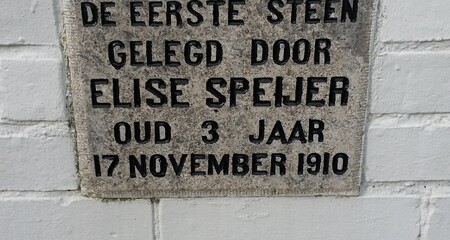 DE EERSTE STEEN
GELEGD DOOR
ELISE SPEIJER
OUD 3 JAAR
17 NOVEMBER 1910